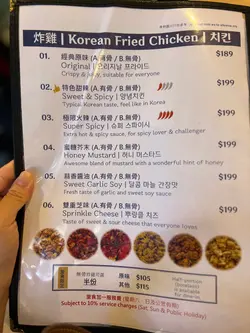 炸雞 | Korean Fried Chicken | 치킨
01. 經典原味 (A.有骨 / B.無骨) $189
Original | 오리지날 프라이드
Crispy & juicy, suitable for everyone
02. 特色甜辣 (A.有骨 / B.無骨) $199
Sweet & Spicy | 양념치킨
Typical Korean taste, feel like in Korea
03. 極限火辣 (A.有骨 / B.無骨) $199
Super Spicy | 슈퍼 스파이시
Extra hot & spicy sauce, for spicy lover & challenger
04. 蜜糖芥末 (A.有骨 / B.無骨) $199
Honey Mustard | 허니 머스타드
Awesome blend of mustard with a wonderful hint of honey
05. 蒜香醬油 (A.有骨 / B.無骨) $199
Sweet Garlic Soy | 달콤 마늘 간장맛
Fresh taste of garlic and sweet soy sauce
06. 雙重芝味 (A.有骨 / B.無骨) $199
Sprinkle Cheese | 뿌링클 치즈
Taste of sweet & sour cheese that everyone loves
半份
原味 $105
其他 $115
Half-portion
(boneless)
is available
for dine-in
Subject to 10% service charges (Sat, Sun & Public Holiday)